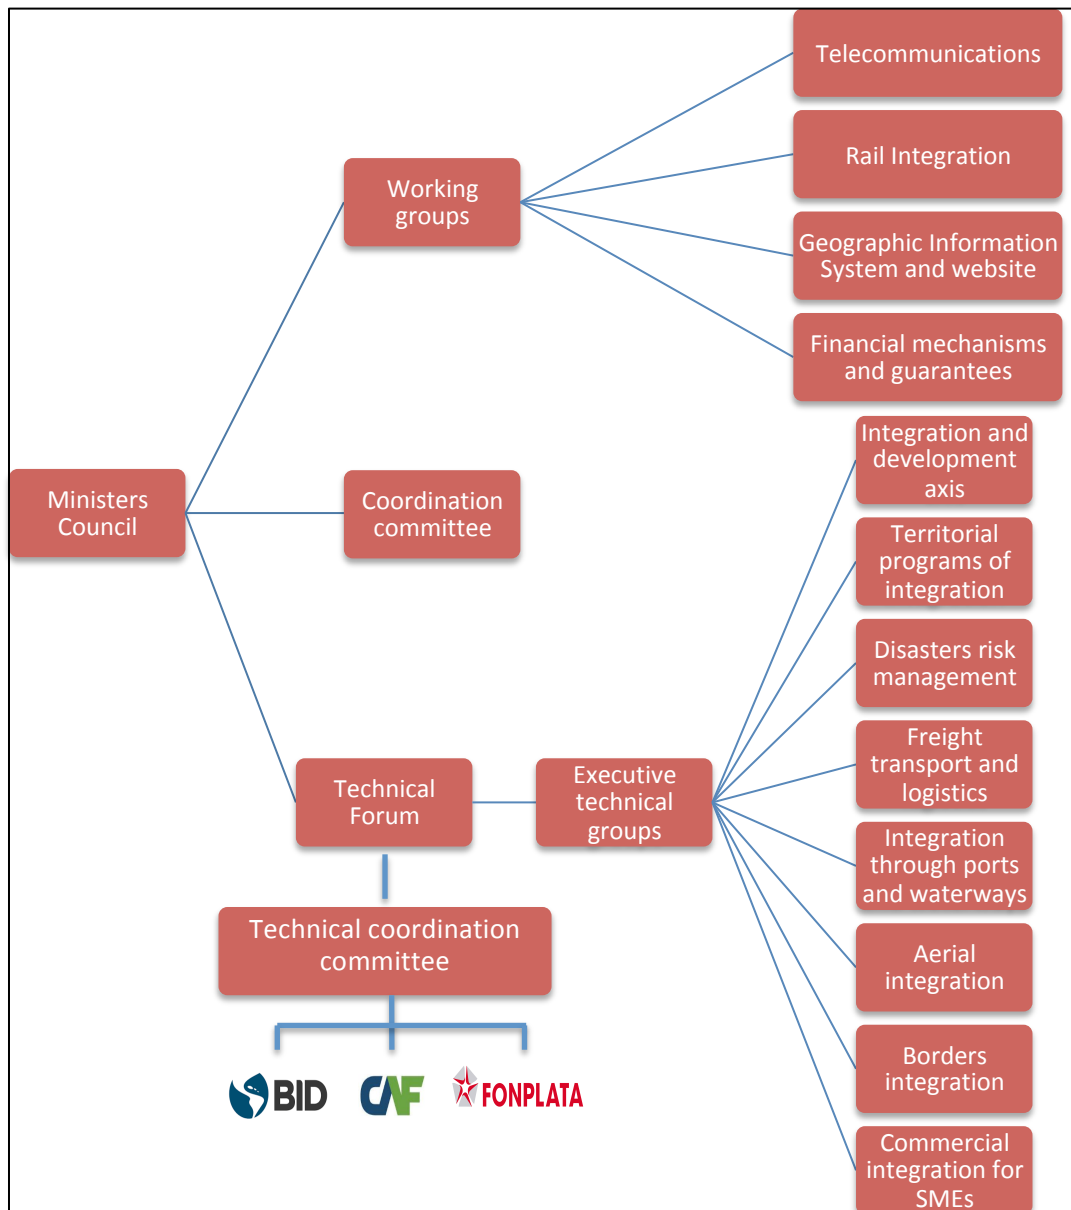 Telecommunications
Rail Integration
Working
groups
Geographic Information
System and website
Financial mechanisms
and guarantees
Integration and
development
axis
Ministers
Council
Coordination
committee
Territorial
programs of
integration
Disasters risk
management
Freight
transport and
logistics
Technical
Forum
Executive
technical
groups
Integration
through ports
and waterways
Technical coordination
committee
Aerial
integration
Borders
integration
BID
CAF
FONPLATA
Commercial
integration for
SMEs